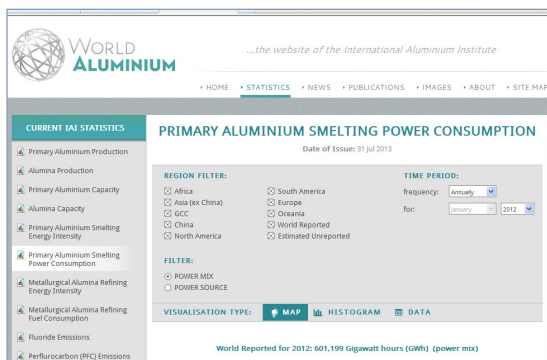 WORLD
ALUMINIUM
...the website of the International Aluminium Institute
HOME STATISTICS NEWS PUBLICATIONS IMAGES ABOUT SITE MAP
CURRENT IAI STATISTICS
Primary Aluminium Production
Alumina Production
Primary Aluminium Capacity
Alumina Capacity
Primary Aluminium Smelting
Energy Intensity
Primary Aluminium Smelting
Power Consumption
Metallurgical Alumina Refining
Energy Intensity
Metallurgical Alumina Refining
Fuel Consumption
Fluoride Emissions
Perflurocarbon (PFC) Emissions
PRIMARY ALUMINIUM SMELTING POWER CONSUMPTION
Date of Issue: 31 Jul 2013
REGION FILTER:
Africa
Asia (ex China)
GCC
China
North America
South America
Europe
Oceania
World Reported
Estimated Unreported
TIME PERIOD:
frequency: Annually
for: January 2012
FILTER:
POWER MIX
POWER SOURCE
VISUALISATION TYPE: MAP HISTOGRAM DATA
World Reported for 2012: 601,199 Gigawatt hours (GWh) (power mix)